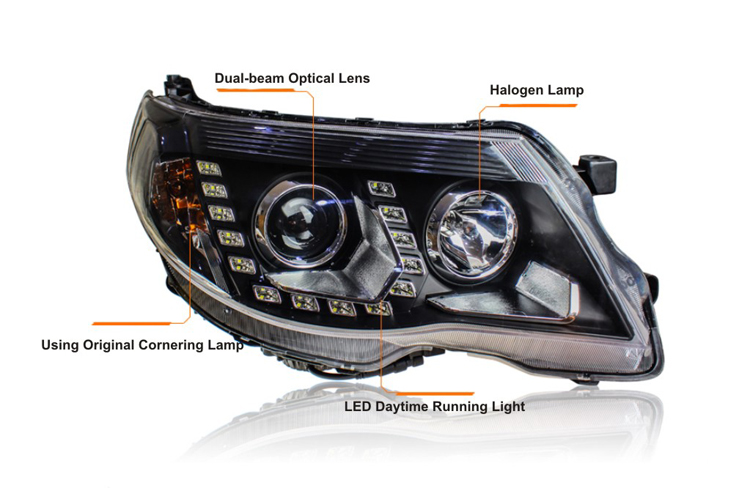 Dual-beam Optical Lens
Halogen Lamp
Using Original Cornering Lamp
LED Daytime Running Light